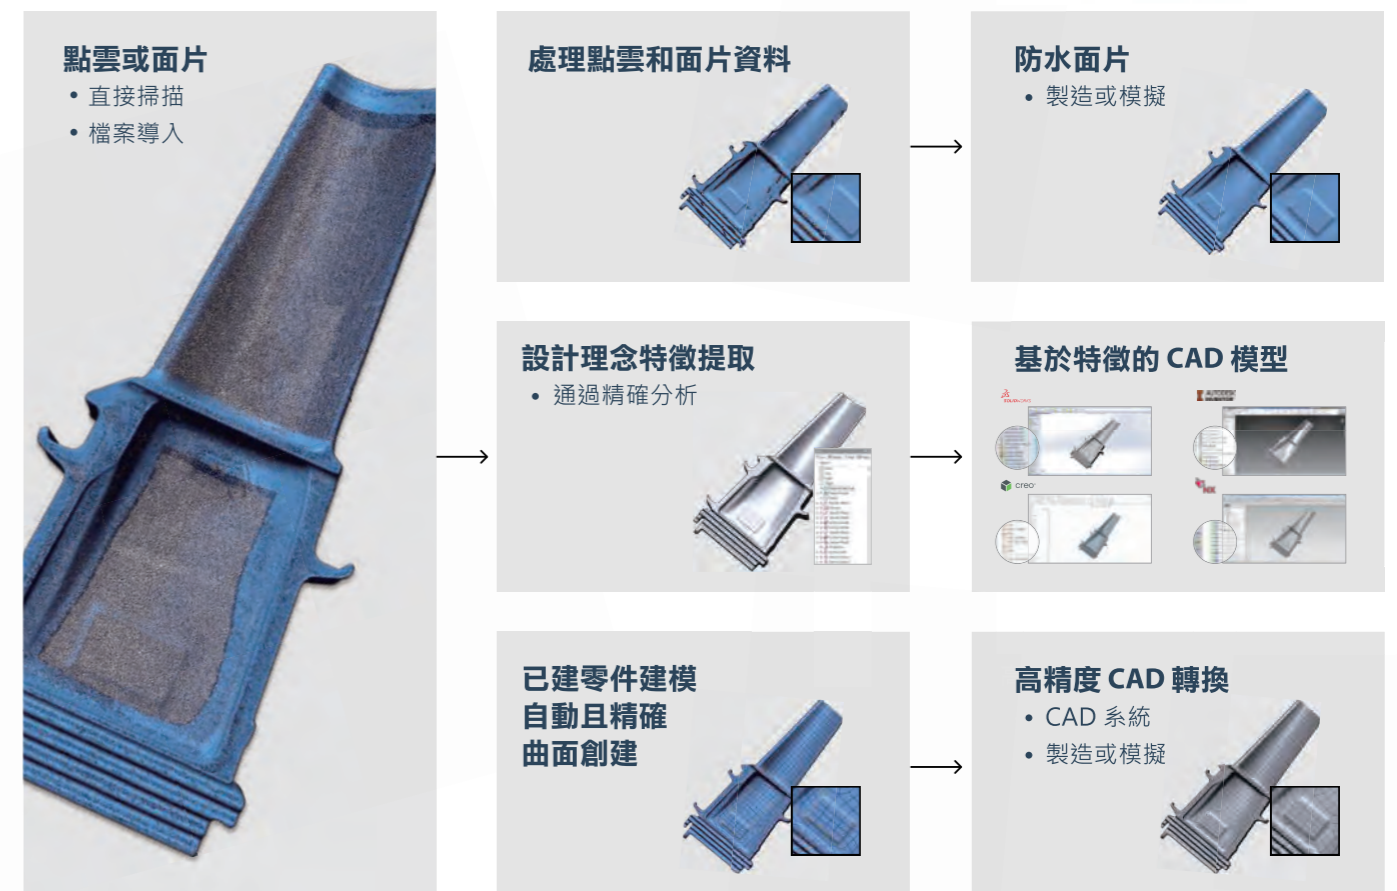 點雲或面片
• 直接掃描
• 檔案導入
處理點雲和面片資料
防水面片
• 製造或模擬
設計理念特徵提取
• 通過精確分析
基於特徵的 CAD 模型
SOLIDWORKS
AUTODESK
creo
NX
已建零件建模
自動且精確
曲面創建
高精度 CAD 轉換
• CAD 系統
• 製造或模擬